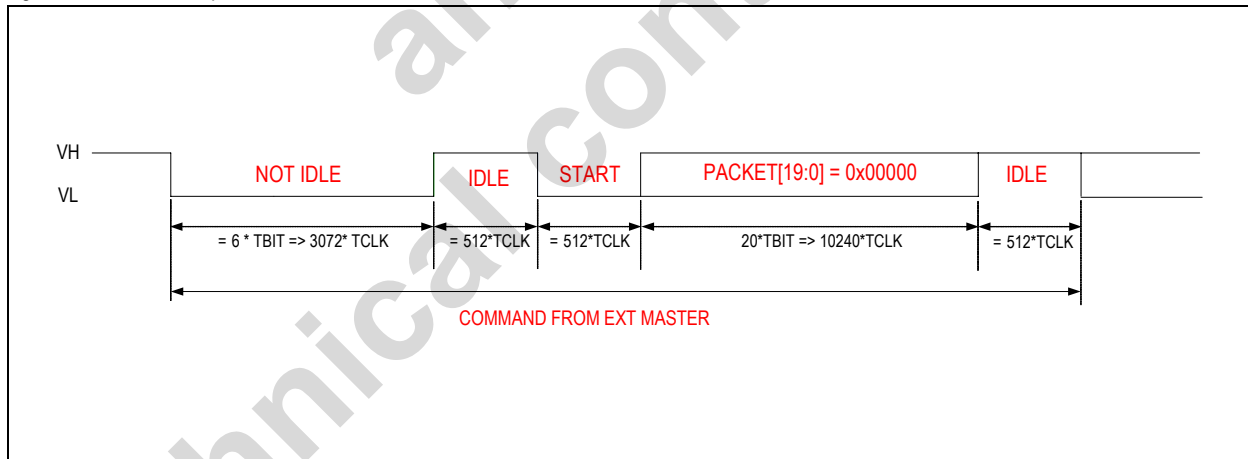 VH
VL
NOT IDLE
IDLE
START
PACKET[19:0] = 0x00000
IDLE
= 6 * TBIT => 3072* TCLK
= 512*TCLK
= 512*TCLK
20*TBIT => 10240*TCLK
= 512*TCLK
COMMAND FROM EXT MASTER